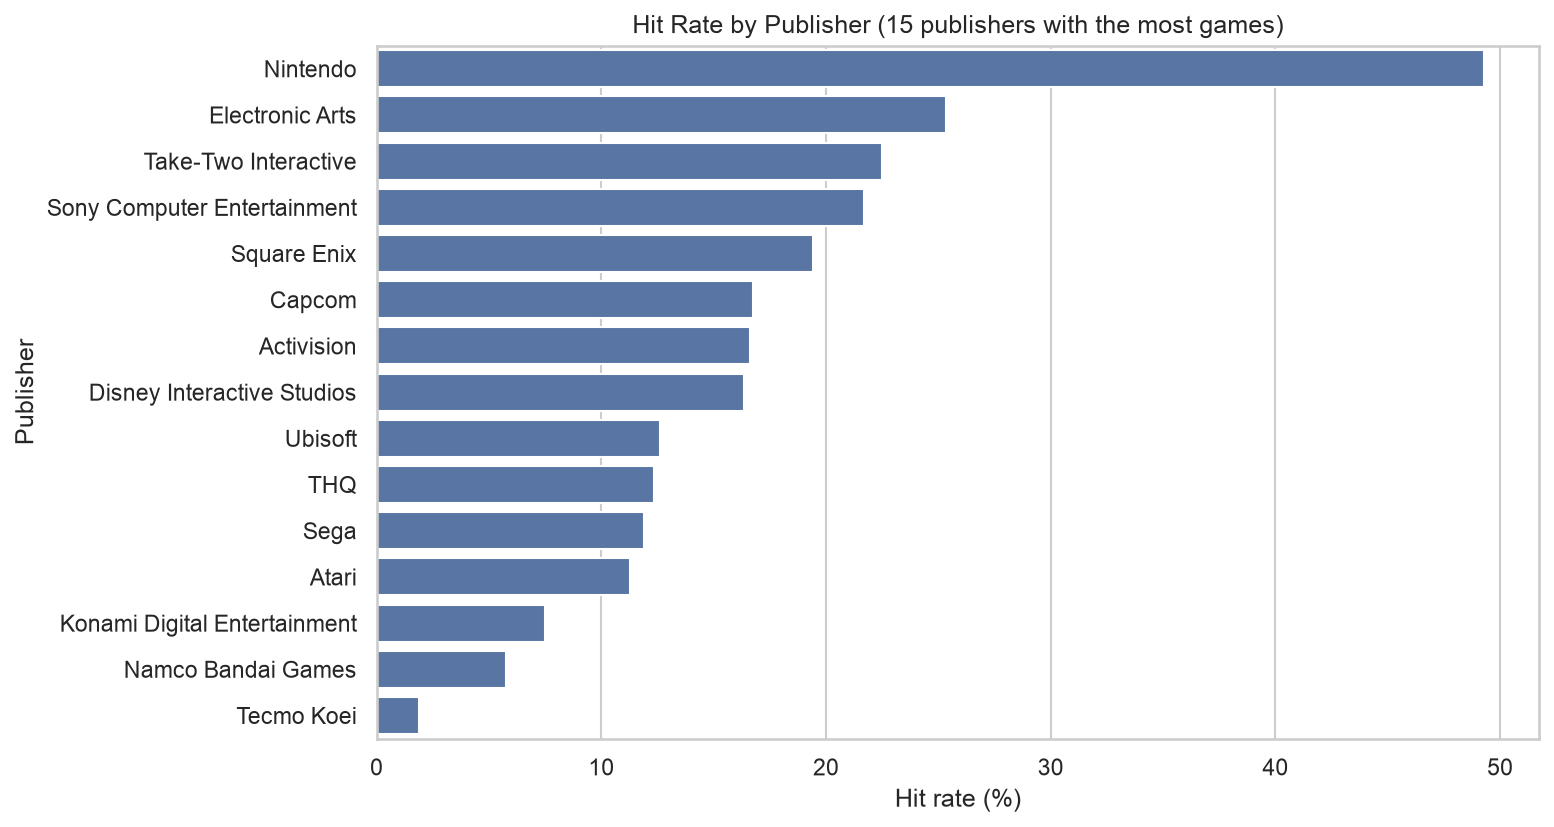 Hit Rate by Publisher (15 publishers with the most games)
Publisher
Nintendo
Electronic Arts
Take-Two Interactive
Sony Computer Entertainment
Square Enix
Capcom
Activision
Disney Interactive Studios
Ubisoft
THQ
Sega
Atari
Konami Digital Entertainment
Namco Bandai Games
Tecmo Koei
0 10 20 30 40 50
Hit rate (%)